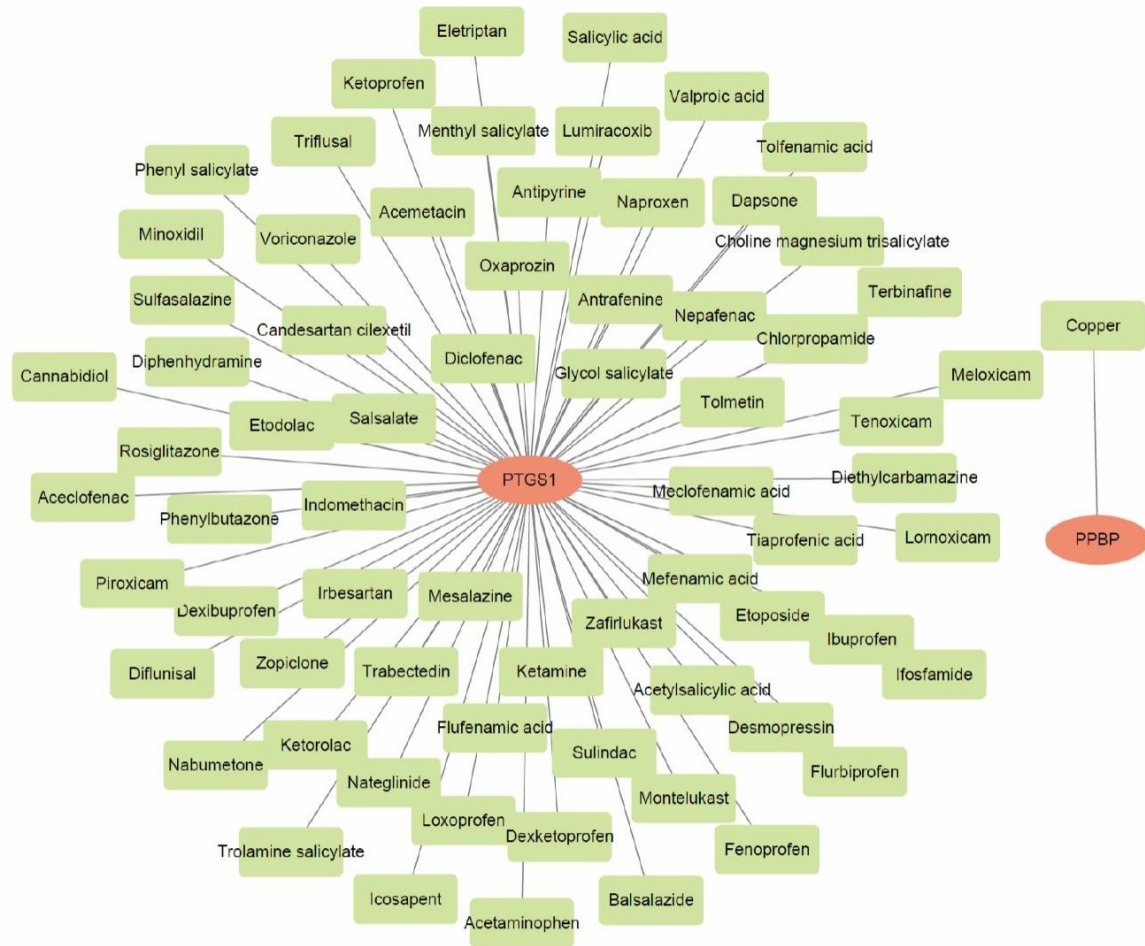 Eletriptan
Salicylic acid
Ketoprofen
Valproic acid
Menthyl salicylate
Lumiracoxib
Triflusal
Tolfenamic acid
Phenyl salicylate
Antipyrine
Naproxen
Dapsone
Acemetacin
Minoxidil
Voriconazole
Choline magnesium trisalicylate
Oxaprozin
Sulfasalazine
Antrafenine
Terbinafine
Nepafenac
Copper
Candesartan cilexetil
Chlorpropamide
Diphenhydramine
Diclofenac
Glycol salicylate
Cannabidiol
Meloxicam
Tolmetin
Etodolac
Salsalate
Tenoxicam
Rosiglitazone
PTGS1
Diethylcarbamazine
Aceclofenac
Meclofenamic acid
Indomethacin
Phenylbutazone
Tiaprofenic acid
Lornoxicam
PPBP
Piroxicam
Mefenamic acid
Irbesartan
Mesalazine
Dexibuprofen
Etoposide
Zafirlukast
Ibuprofen
Diflunisal
Zopiclone
Trabectedin
Ketamine
Ifosfamide
Acetylsalicylic acid
Flufenamic acid
Desmopressin
Ketorolac
Sulindac
Nabumetone
Flurbiprofen
Nateglinide
Montelukast
Loxoprofen
Dexketoprofen
Trolamine salicylate
Fenoprofen
Icosapent
Balsalazide
Acetaminophen